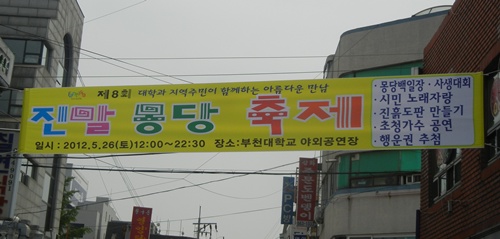 제8회 대학과 지역주민이 함께하는 아름다운 만남
진말 몽당 축제
일시 : 2012.5.26(토)12:00~22:30 장소:부천대학교 야외공연장
몽당백일장·사생대회
·시민 노래자랑
·진흙도판 만들기
·초청가수 공연
·행운권 추첨
PC